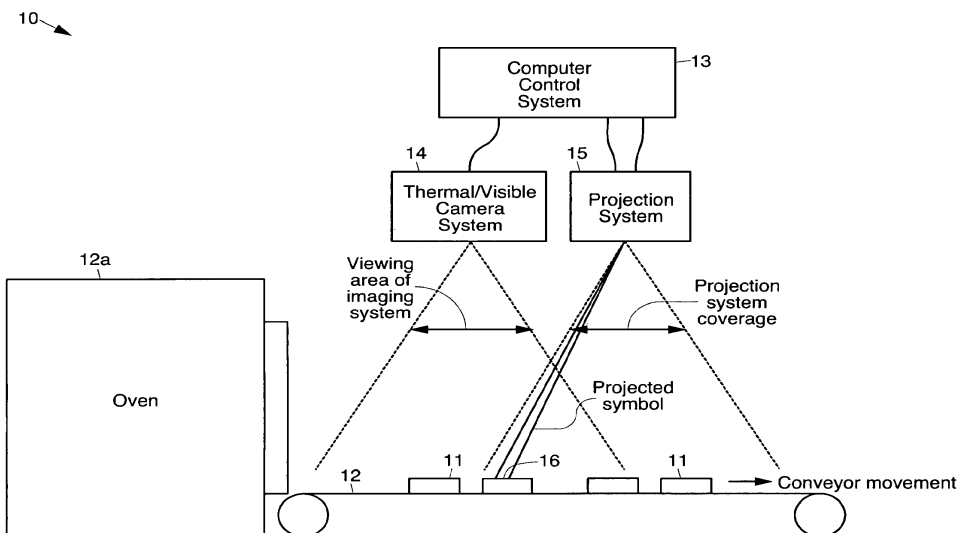 10
Computer
Control
System
13
14
Thermal/Visible
Camera
System
15
Projection
System
12a
Oven
Viewing
area of
imaging
system
Projection
system
coverage
Projected
symbol
12
11
16
11
Conveyor movement